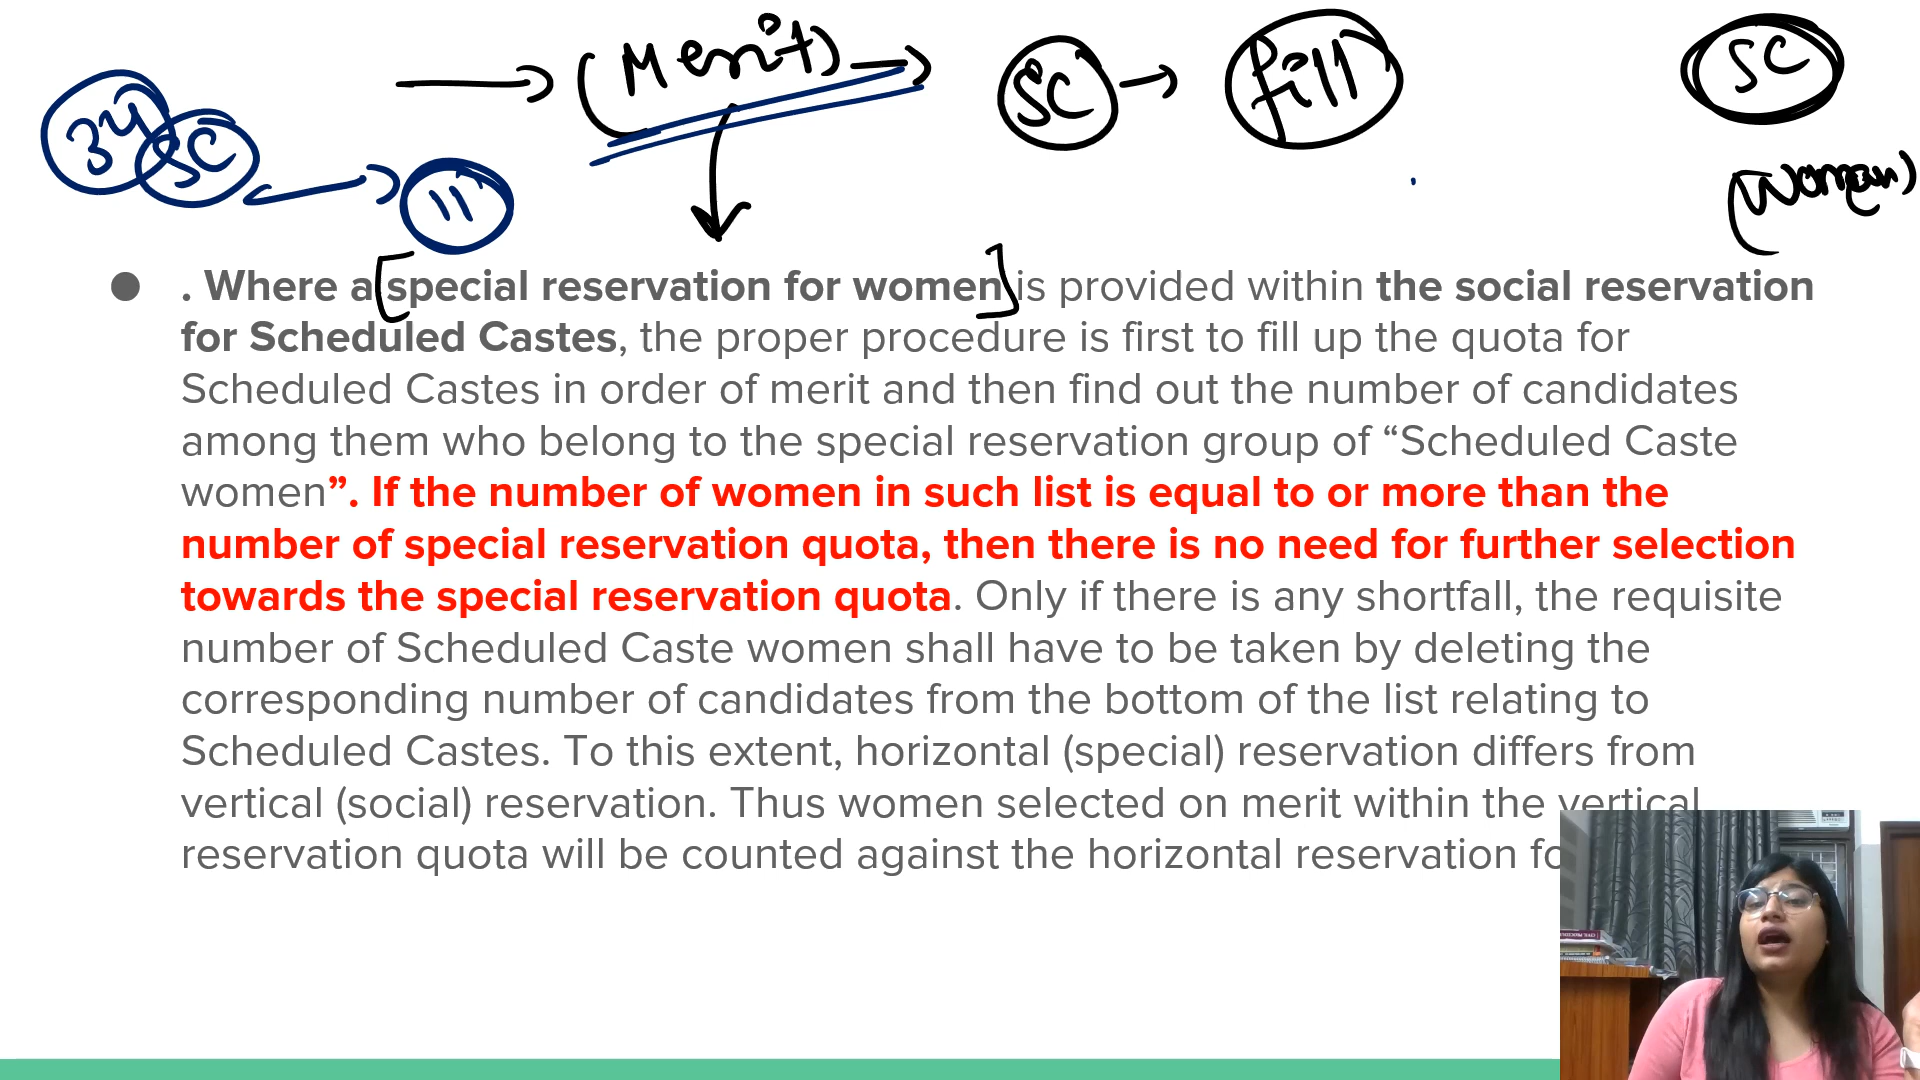 (Merit) SC fill SC
34 SC 11 (Women)
. Where a [special reservation for women] is provided within the social reservation
for Scheduled Castes, the proper procedure is first to fill up the quota for
Scheduled Castes in order of merit and then find out the number of candidates
among them who belong to the special reservation group of “Scheduled Caste
women”. If the number of women in such list is equal to or more than the
number of special reservation quota, then there is no need for further selection
towards the special reservation quota. Only if there is any shortfall, the requisite
number of Scheduled Caste women shall have to be taken by deleting the
corresponding number of candidates from the bottom of the list relating to
Scheduled Castes. To this extent, horizontal (special) reservation differs from
vertical (social) reservation. Thus women selected on merit within the vertical
reservation quota will be counted against the horizontal reservation